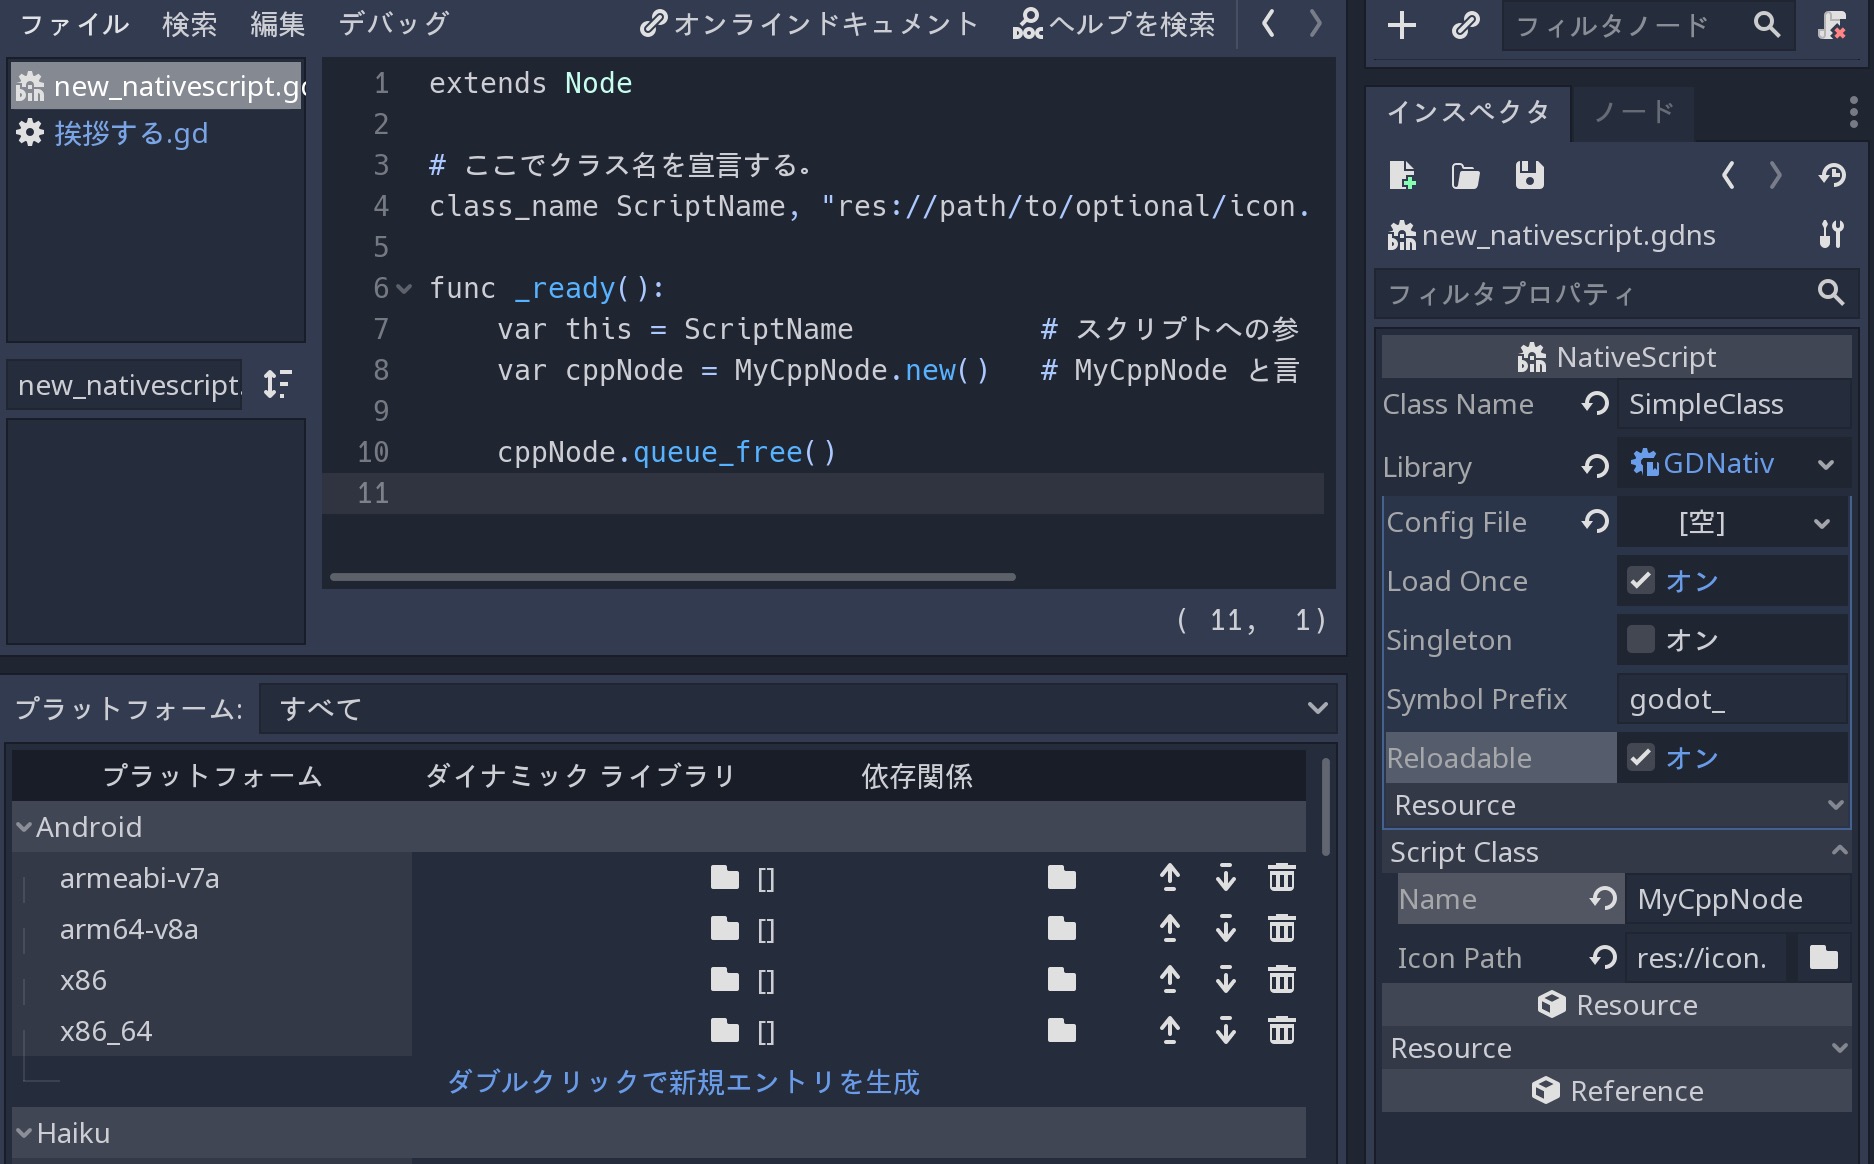 ファイル 検索 編集 デバッグ オンラインドキュメント DOC ヘルプを検索
new_nativescript.gd
挨拶する.gd
new_nativescript.
1 extends Node
2
3 # ここでクラス名を宣言する。
4 class_name ScriptName, "res://path/to/optional/icon.
5
6 func _ready():
7 var this = ScriptName # スクリプトへの参
8 var cppNode = MyCppNode.new() # MyCppNode と言
9
10 cppNode.queue_free()
11
( 11, 1)
プラットフォーム: すべて
プラットフォーム ダイナミック ライブラリ 依存関係
Android
armeabi-v7a []
arm64-v8a []
x86 []
x86_64 []
ダブルクリックで新規エントリを生成
Haiku
フィルタノード
インスペクタ ノード
new_nativescript.gdns
フィルタプロパティ
NativeScript
Class Name SimpleClass
Library GDNativ
Config File [空]
Load Once オン
Singleton オン
Symbol Prefix godot_
Reloadable オン
Resource
Script Class
Name MyCppNode
Icon Path res://icon.
Resource
Resource
Reference